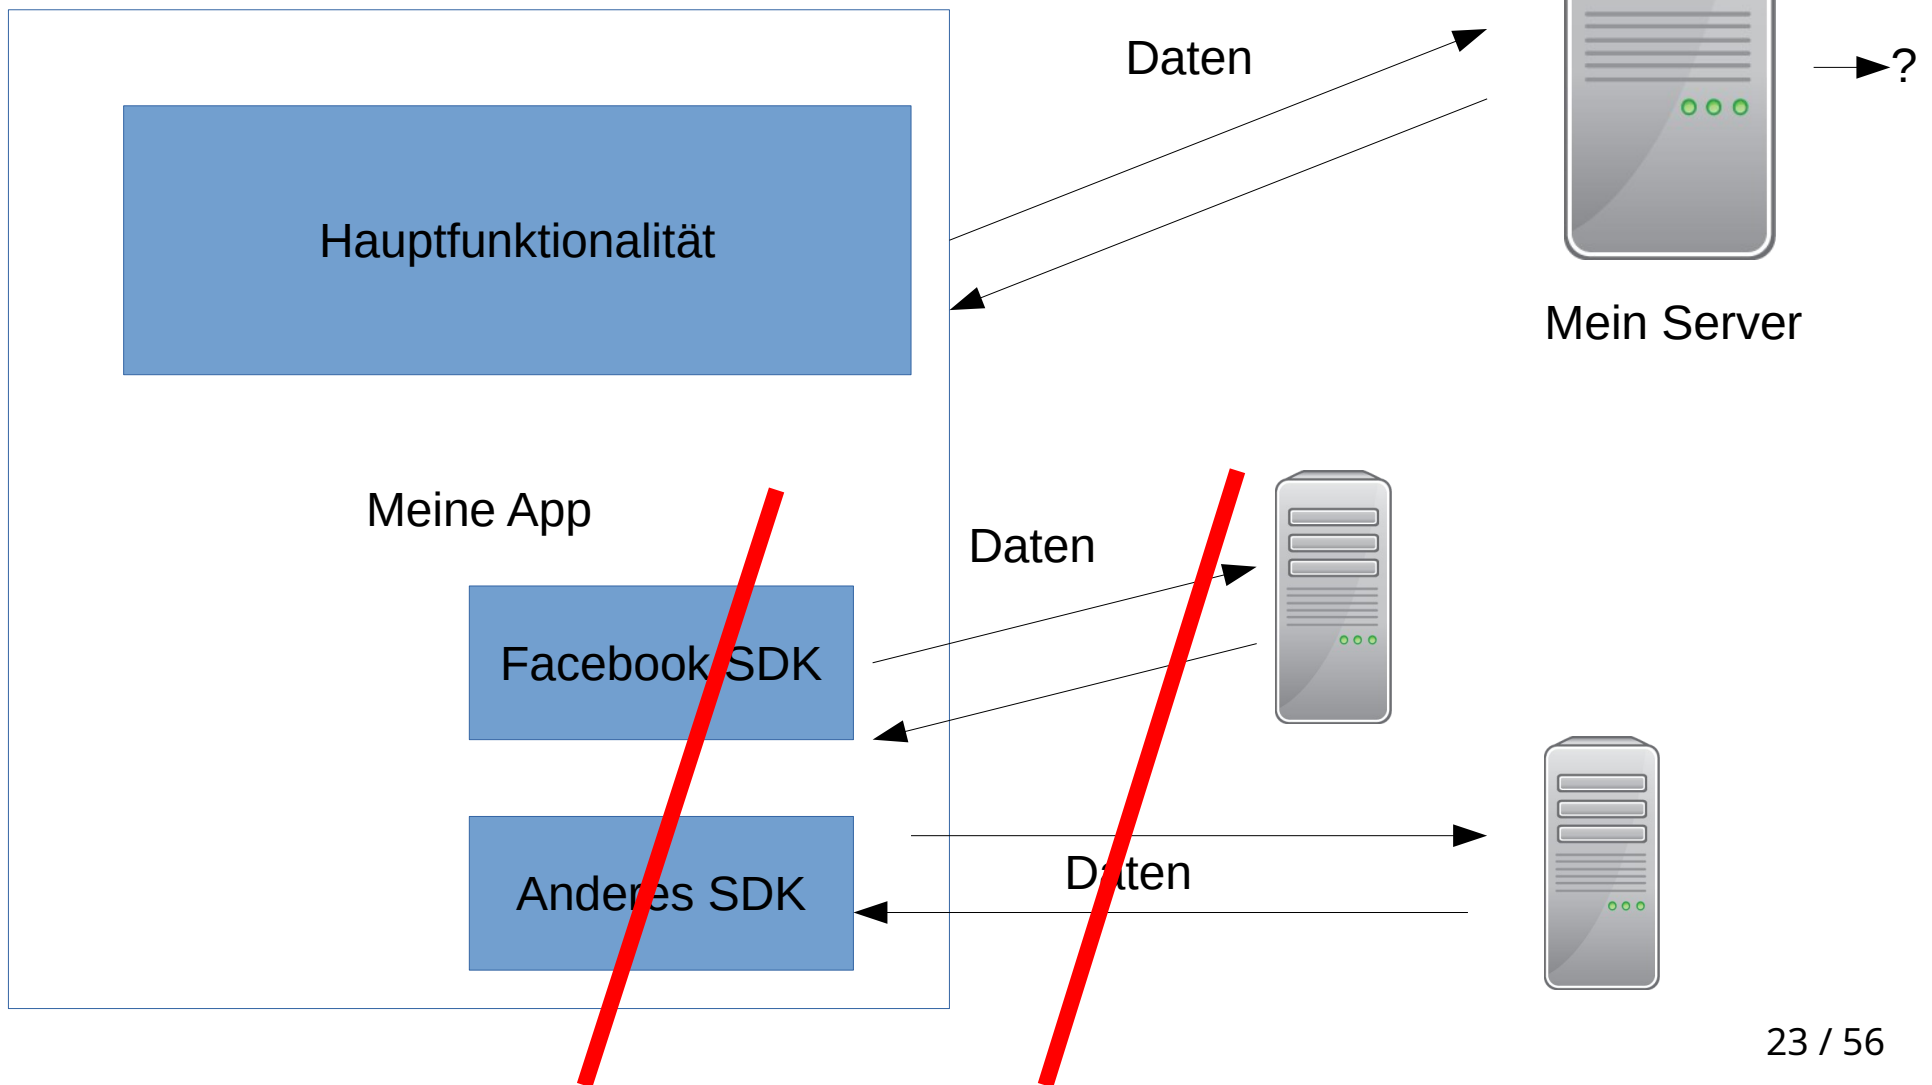 Daten
?
Hauptfunktionalität
Mein Server
Meine App
Daten
Facebook SDK
Daten
Anderes SDK
23 / 56